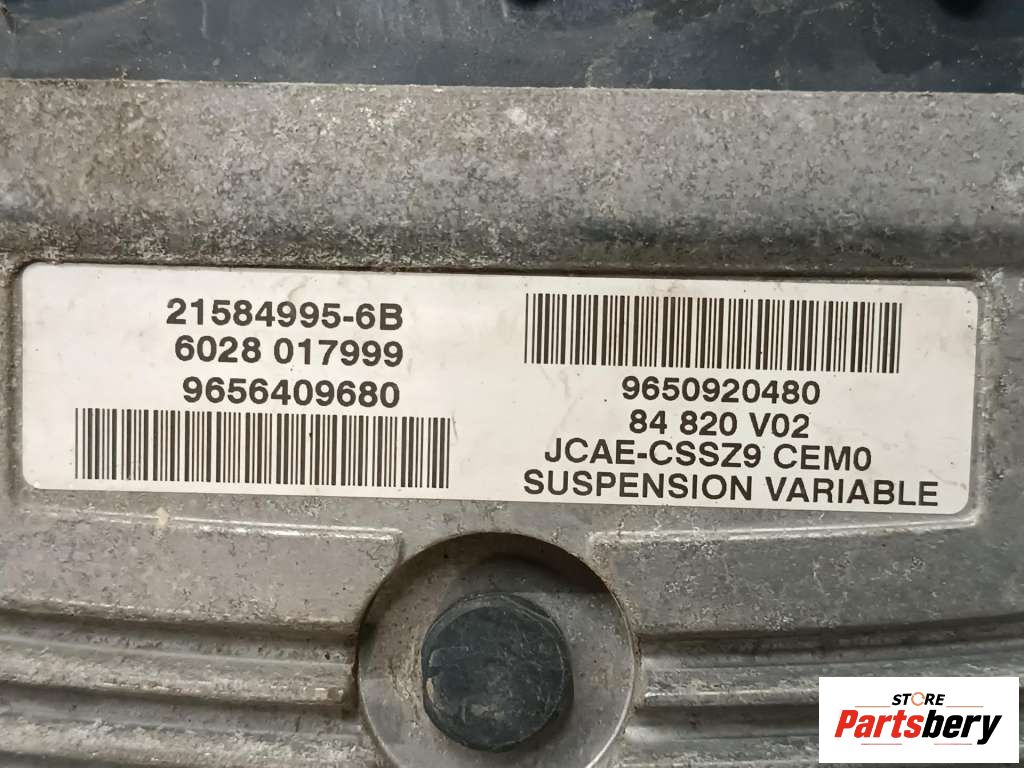 21584995-6B
6028 017999
9656409680
9650920480
84 820 V02
JCAE-CSSZ9 CEM0
SUSPENSION VARIABLE
STORE
Partsbery